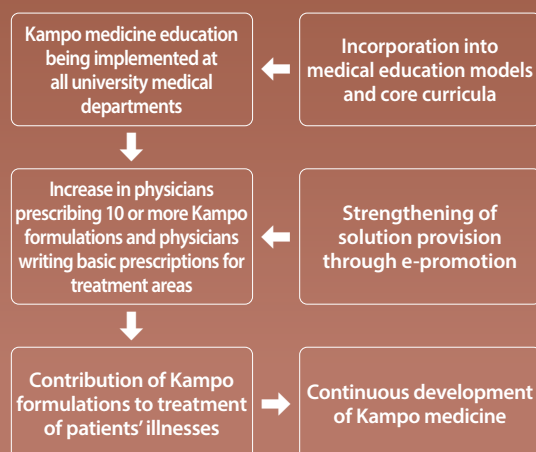 Kampo medicine education
being implemented at
all university medical
departments
Incorporation into
medical education models
and core curricula
Increase in physicians
prescribing 10 or more Kampo
formulations and physicians
writing basic prescriptions for
treatment areas
Strengthening of
solution provision
through e-promotion
Contribution of Kampo
formulations to treatment
of patients’ illnesses
Continuous development
of Kampo medicine